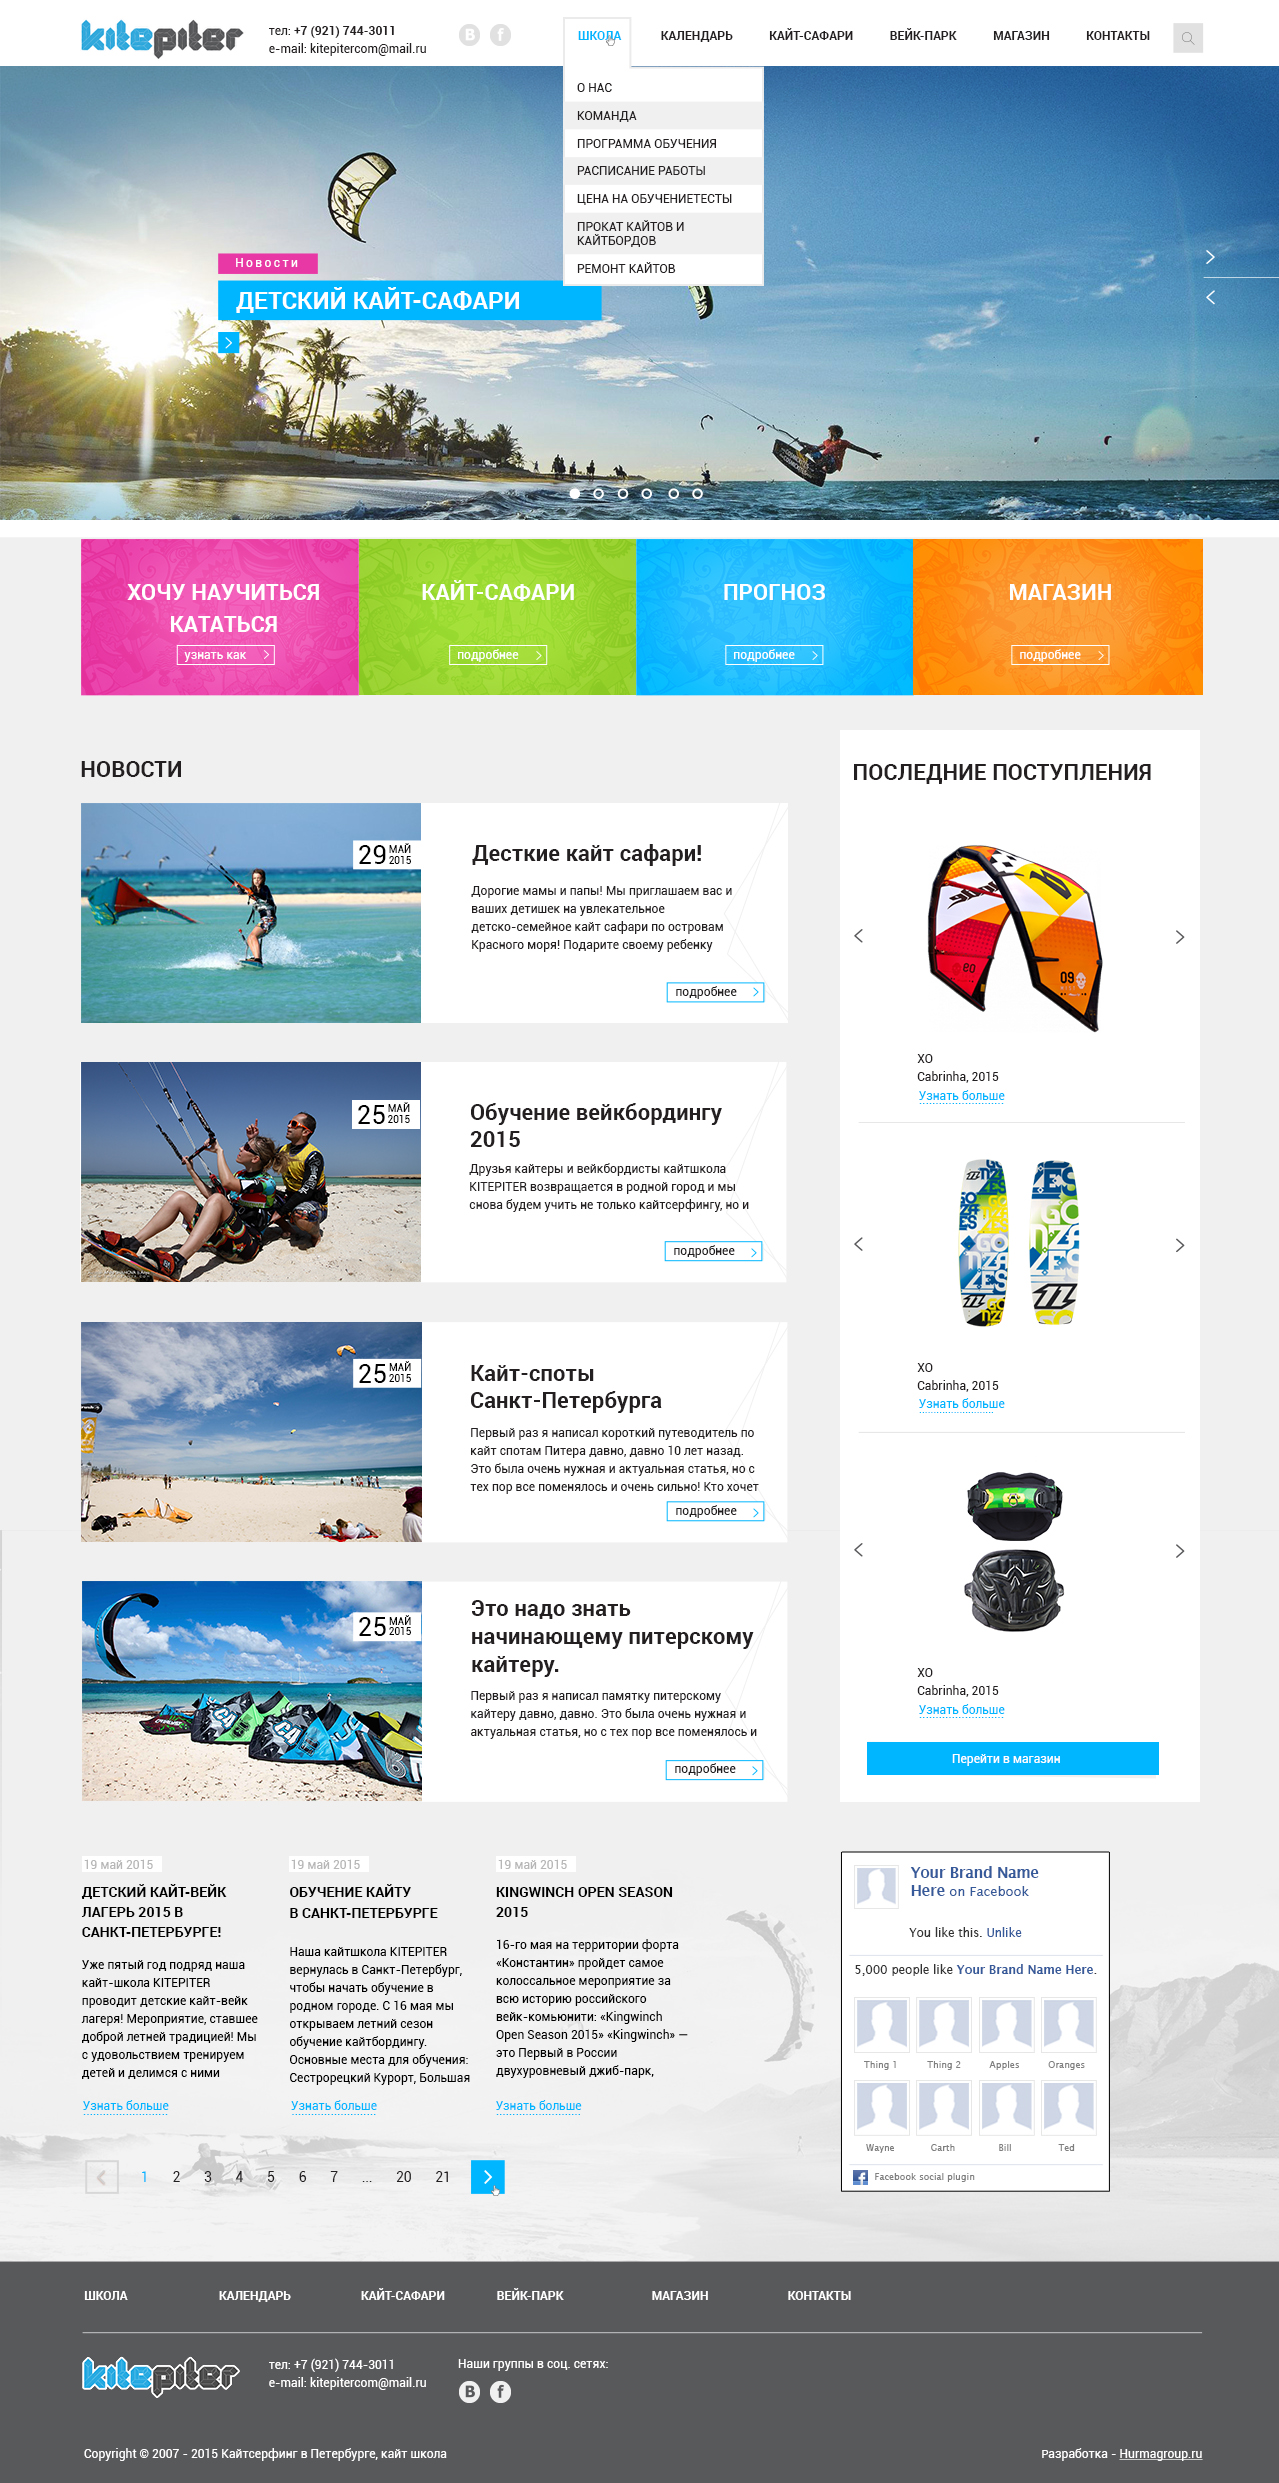 kitepiter
тел: +7 (921) 744-3011
e-mail: kitepitercom@mail.ru
В f
ШКОЛА
КАЛЕНДАРЬ
КАЙТ-САФАРИ
ВЕЙК-ПАРК
МАГАЗИН
КОНТАКТЫ
О НАС
КОМАНДА
ПРОГРАММА ОБУЧЕНИЯ
РАСПИСАНИЕ РАБОТЫ
ЦЕНА НА ОБУЧЕНИЕТЕСТЫ
ПРОКАТ КАЙТОВ И
КАЙТБОРДОВ
РЕМОНТ КАЙТОВ
Новости
ДЕТСКИЙ КАЙТ-САФАРИ
ХОЧУ НАУЧИТЬСЯ
КАТАТЬСЯ
узнать как
КАЙТ-САФАРИ
подробнее
ПРОГНОЗ
подробнее
МАГАЗИН
подробнее
НОВОСТИ
29 МАЙ 2015
Десткие кайт сафари!
Дорогие мамы и папы! Мы приглашаем вас и
ваших детишек на увлекательное
детско-семейное кайт сафари по островам
Красного моря! Подарите своему ребенку
подробнее
25 МАЙ 2015
Обучение вейкбордингу
2015
Друзья кайтеры и вейкбордисты кайтшкола
KITEPITER возвращается в родной город и мы
снова будем учить не только кайтсерфингу, но и
подробнее
25 МАЙ 2015
Кайт-споты
Санкт-Петербурга
Первый раз я написал короткий путеводитель по
кайт спотам Питера давно, давно 10 лет назад.
Это была очень нужная и актуальная статья, но с
тех пор все поменялось и очень сильно! Кто хочет
подробнее
25 МАЙ 2015
Это надо знать
начинающему питерскому
кайтеру.
Первый раз я написал памятку питерскому
кайтеру давно, давно. Это была очень нужная и
актуальная статья, но с тех пор все поменялось и
подробнее
ПОСЛЕДНИЕ ПОСТУПЛЕНИЯ
09
XO
Cabrinha, 2015
Узнать больше
GONZALES
XO
Cabrinha, 2015
Узнать больше
XO
Cabrinha, 2015
Узнать больше
Перейти в магазин
19 май 2015
ДЕТСКИЙ КАЙТ-ВЕЙК
ЛАГЕРЬ 2015 В
САНКТ-ПЕТЕРБУРГЕ!
Уже пятый год подряд наша
кайт-школа KITEPITER
проводит детские кайт-вейк
лагеря! Мероприятие, ставшее
доброй летней традицией! Мы
с удовольствием тренируем
детей и делимся с ними
Узнать больше
19 май 2015
ОБУЧЕНИЕ КАЙТУ
В САНКТ-ПЕТЕРБУРГЕ
Наша кайтшкола KITEPITER
вернулась в Санкт-Петербург,
чтобы начать обучение в
родном городе. С 16 мая мы
открываем летний сезон
обучение кайтбордингу.
Основные места для обучения:
Сестрорецкий Курорт, Большая
Узнать больше
19 май 2015
KINGWINCH OPEN SEASON
2015
16-го мая на территории форта
«Константин» пройдет самое
колоссальное мероприятие за
всю историю российского
вейк-комьюнити: «Kingwinch
Open Season 2015» «Kingwinch» —
это Первый в России
двухуровневый джиб-парк,
Узнать больше
1 2 3 4 5 6 7 ... 20 21
Your Brand Name
Here on Facebook
You like this. Unlike
5,000 people like Your Brand Name Here.
Thing 1 Thing 2 Apples Oranges
Wayne Garth Bill Ted
Facebook social plugin
ШКОЛА
КАЛЕНДАРЬ
КАЙТ-САФАРИ
ВЕЙК-ПАРК
МАГАЗИН
КОНТАКТЫ
kitepiter
тел: +7 (921) 744-3011
e-mail: kitepitercom@mail.ru
Наши группы в соц. сетях:
В f
Copyright © 2007 - 2015 Кайтсерфинг в Петербурге, кайт школа
Разработка - Hurmagroup.ru